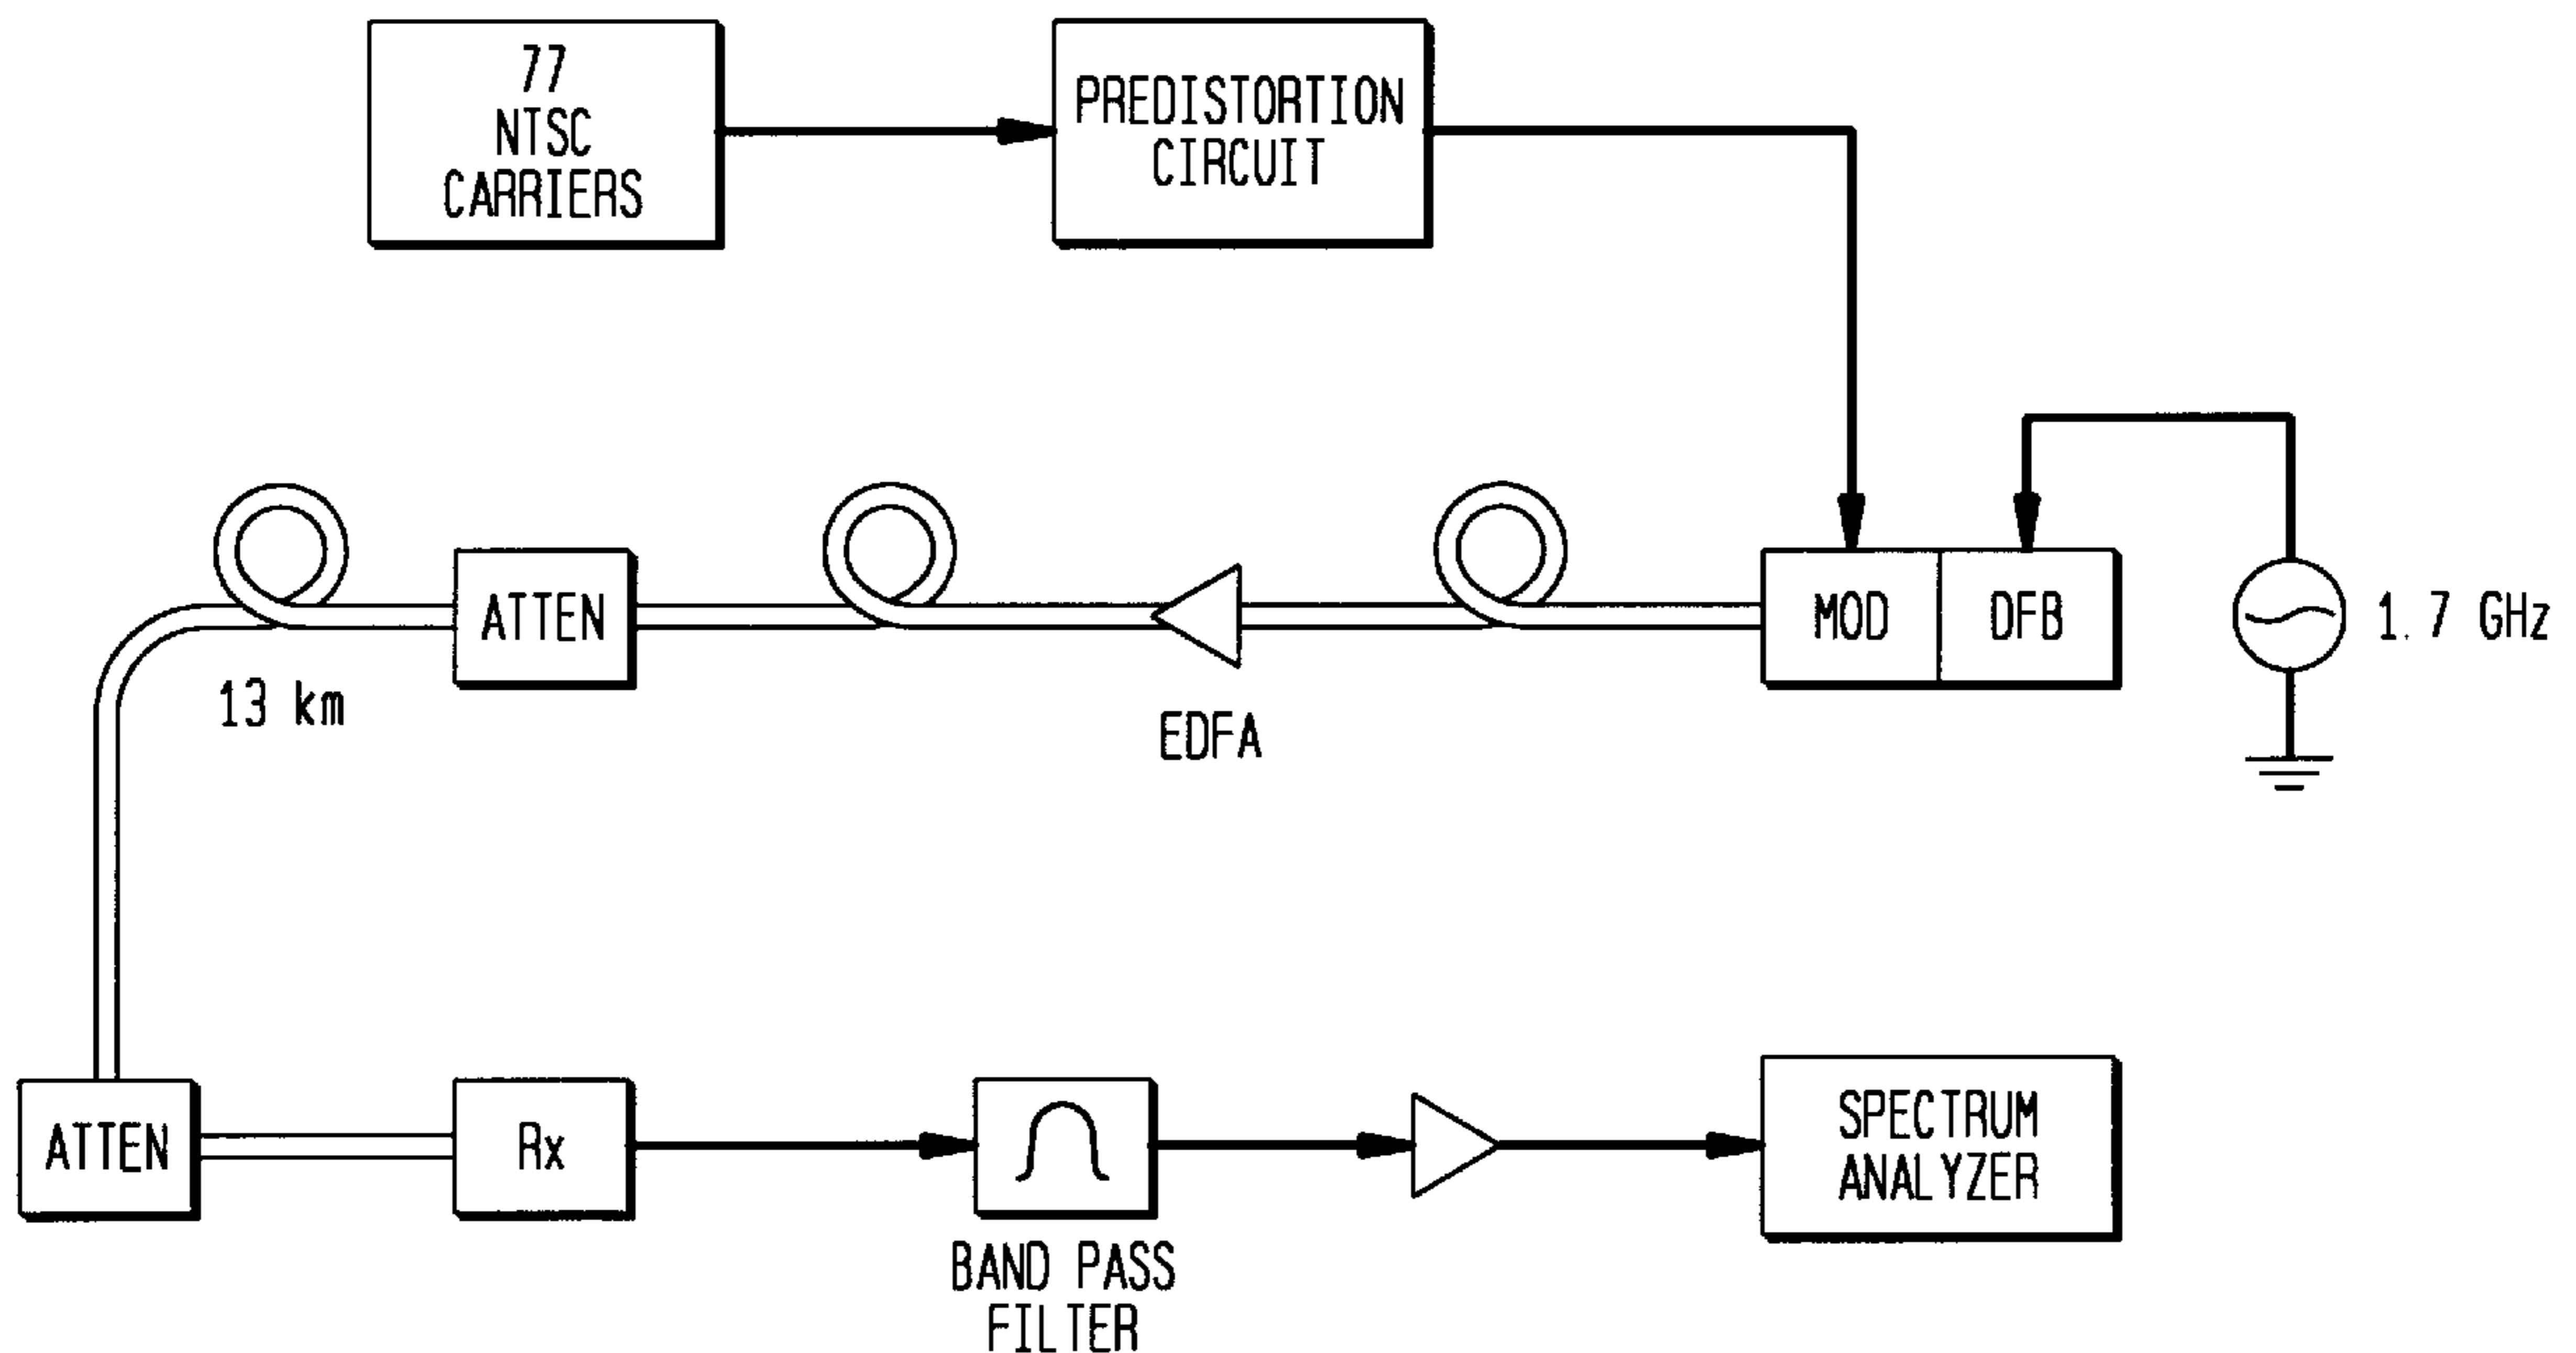 77
NTSC
CARRIERS
PREDISTORTION
CIRCUIT
ATTEN
MOD
DFB
1.7 GHz
13 km
EDFA
ATTEN
Rx
SPECTRUM
ANALYZER
BAND PASS
FILTER